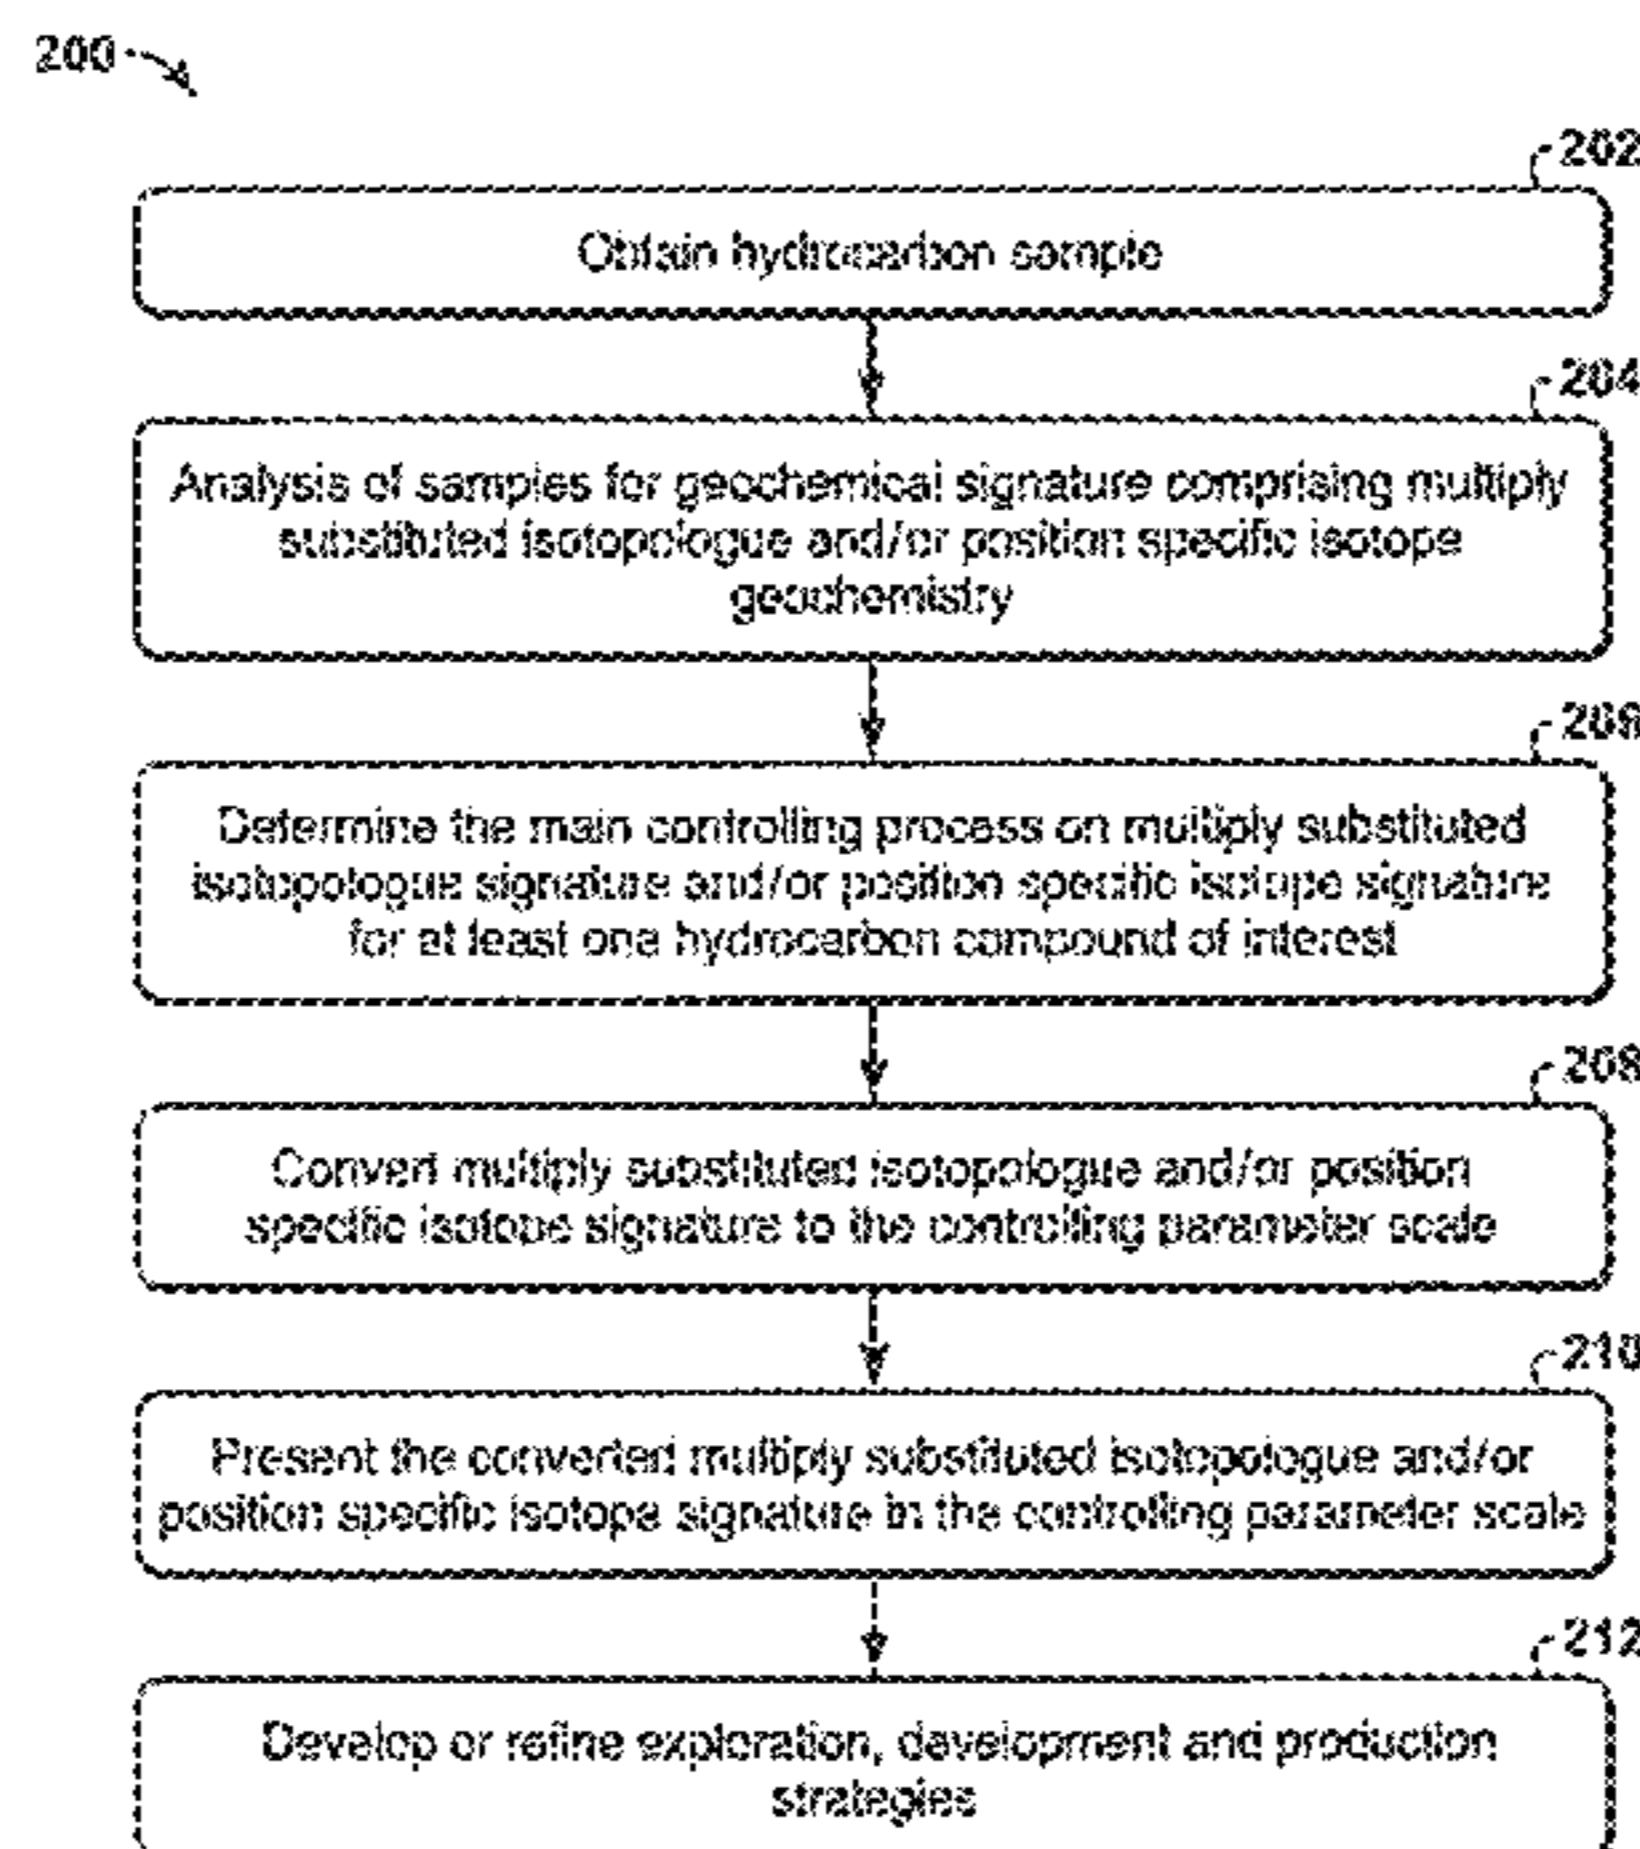 200
202
Obtain hydrocarbon sample
204
Analysis of samples for geochemical signature comprising multiply
substituted isotopologue and/or position specific isotope
geochemistry
206
Determine the main controlling process on multiply substituted
isotopologue signature and/or position specific isotope signature
for at least one hydrocarbon compound of interest
208
Convert multiply substituted isotopologue and/or position
specific isotope signature to the controlling parameter scale
210
Present the converted multiply substituted isotopologue and/or
position specific isotope signature in the controlling parameter scale
212
Develop or refine exploration, development and production
strategies